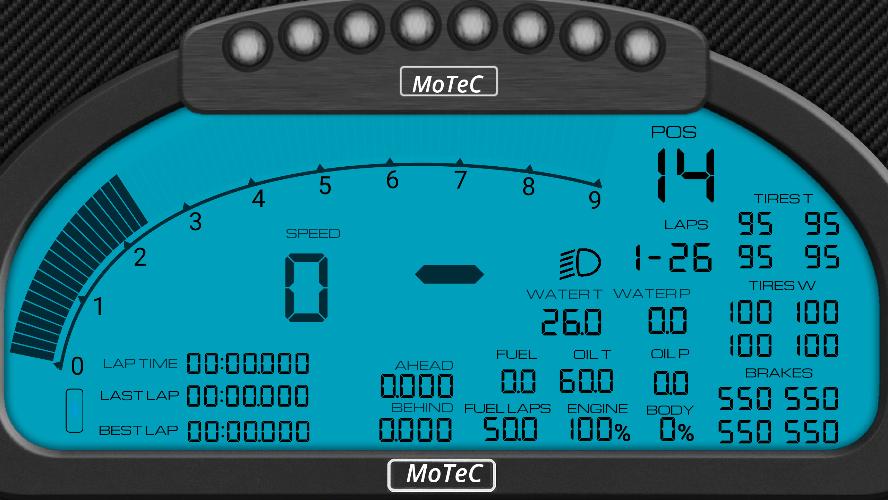 MoTeC
POS
14
0 1 2 3 4 5 6 7 8 9
SPEED
0
-
LAPS
1-26
TIRES T
95 95
95 95
WATER T WATER P
26.0 0.0
TIRES W
100 100
100 100
LAP TIME 00:00.000
LAST LAP 00:00.000
BEST LAP 00:00.000
AHEAD
0.000
BEHIND
0.000
FUEL OIL T OIL P
0.0 60.0 0.0
FUEL LAPS ENGINE BODY
50.0 100% 0%
BRAKES
550 550
550 550
MoTeC